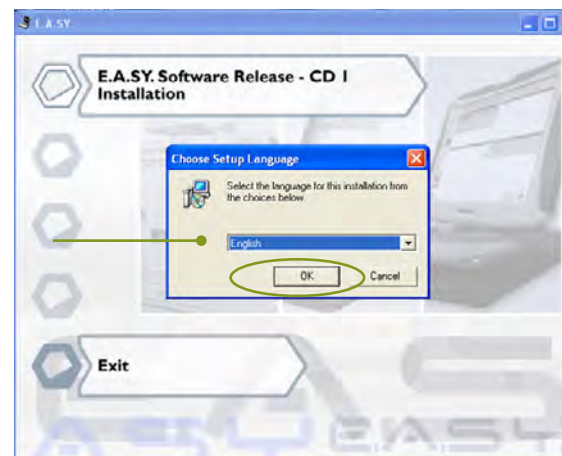 E.A.SY.
E.A.SY. Software Release - CD 1
Installation
Choose Setup Language
Select the language for this installation from
the choices below.
English
OK
Cancel
Exit
EASY